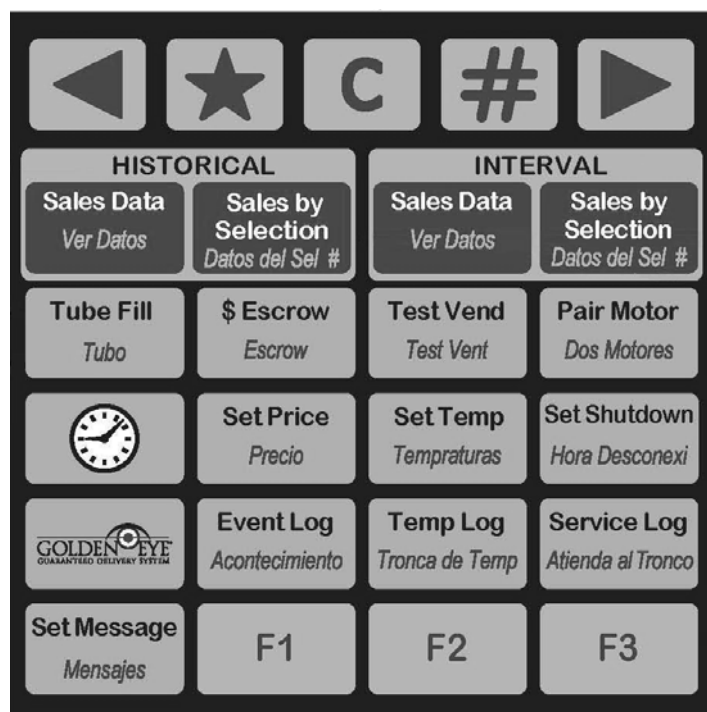 C #
HISTORICAL INTERVAL
Sales Data Sales by Selection Sales Data Sales by Selection
Ver Datos Datos del Sel # Ver Datos Datos del Sel #
Tube Fill $ Escrow Test Vend Pair Motor
Tubo Escrow Test Vent Dos Motores
Set Price Set Temp Set Shutdown
Precio Tempraturas Hora Desconexi
GOLDEN EYE Event Log Temp Log Service Log
GUARANTEED DELIVERY SYSTEM Acontecimiento Tronca de Temp Atienda al Tronco
Set Message F1 F2 F3
Mensajes